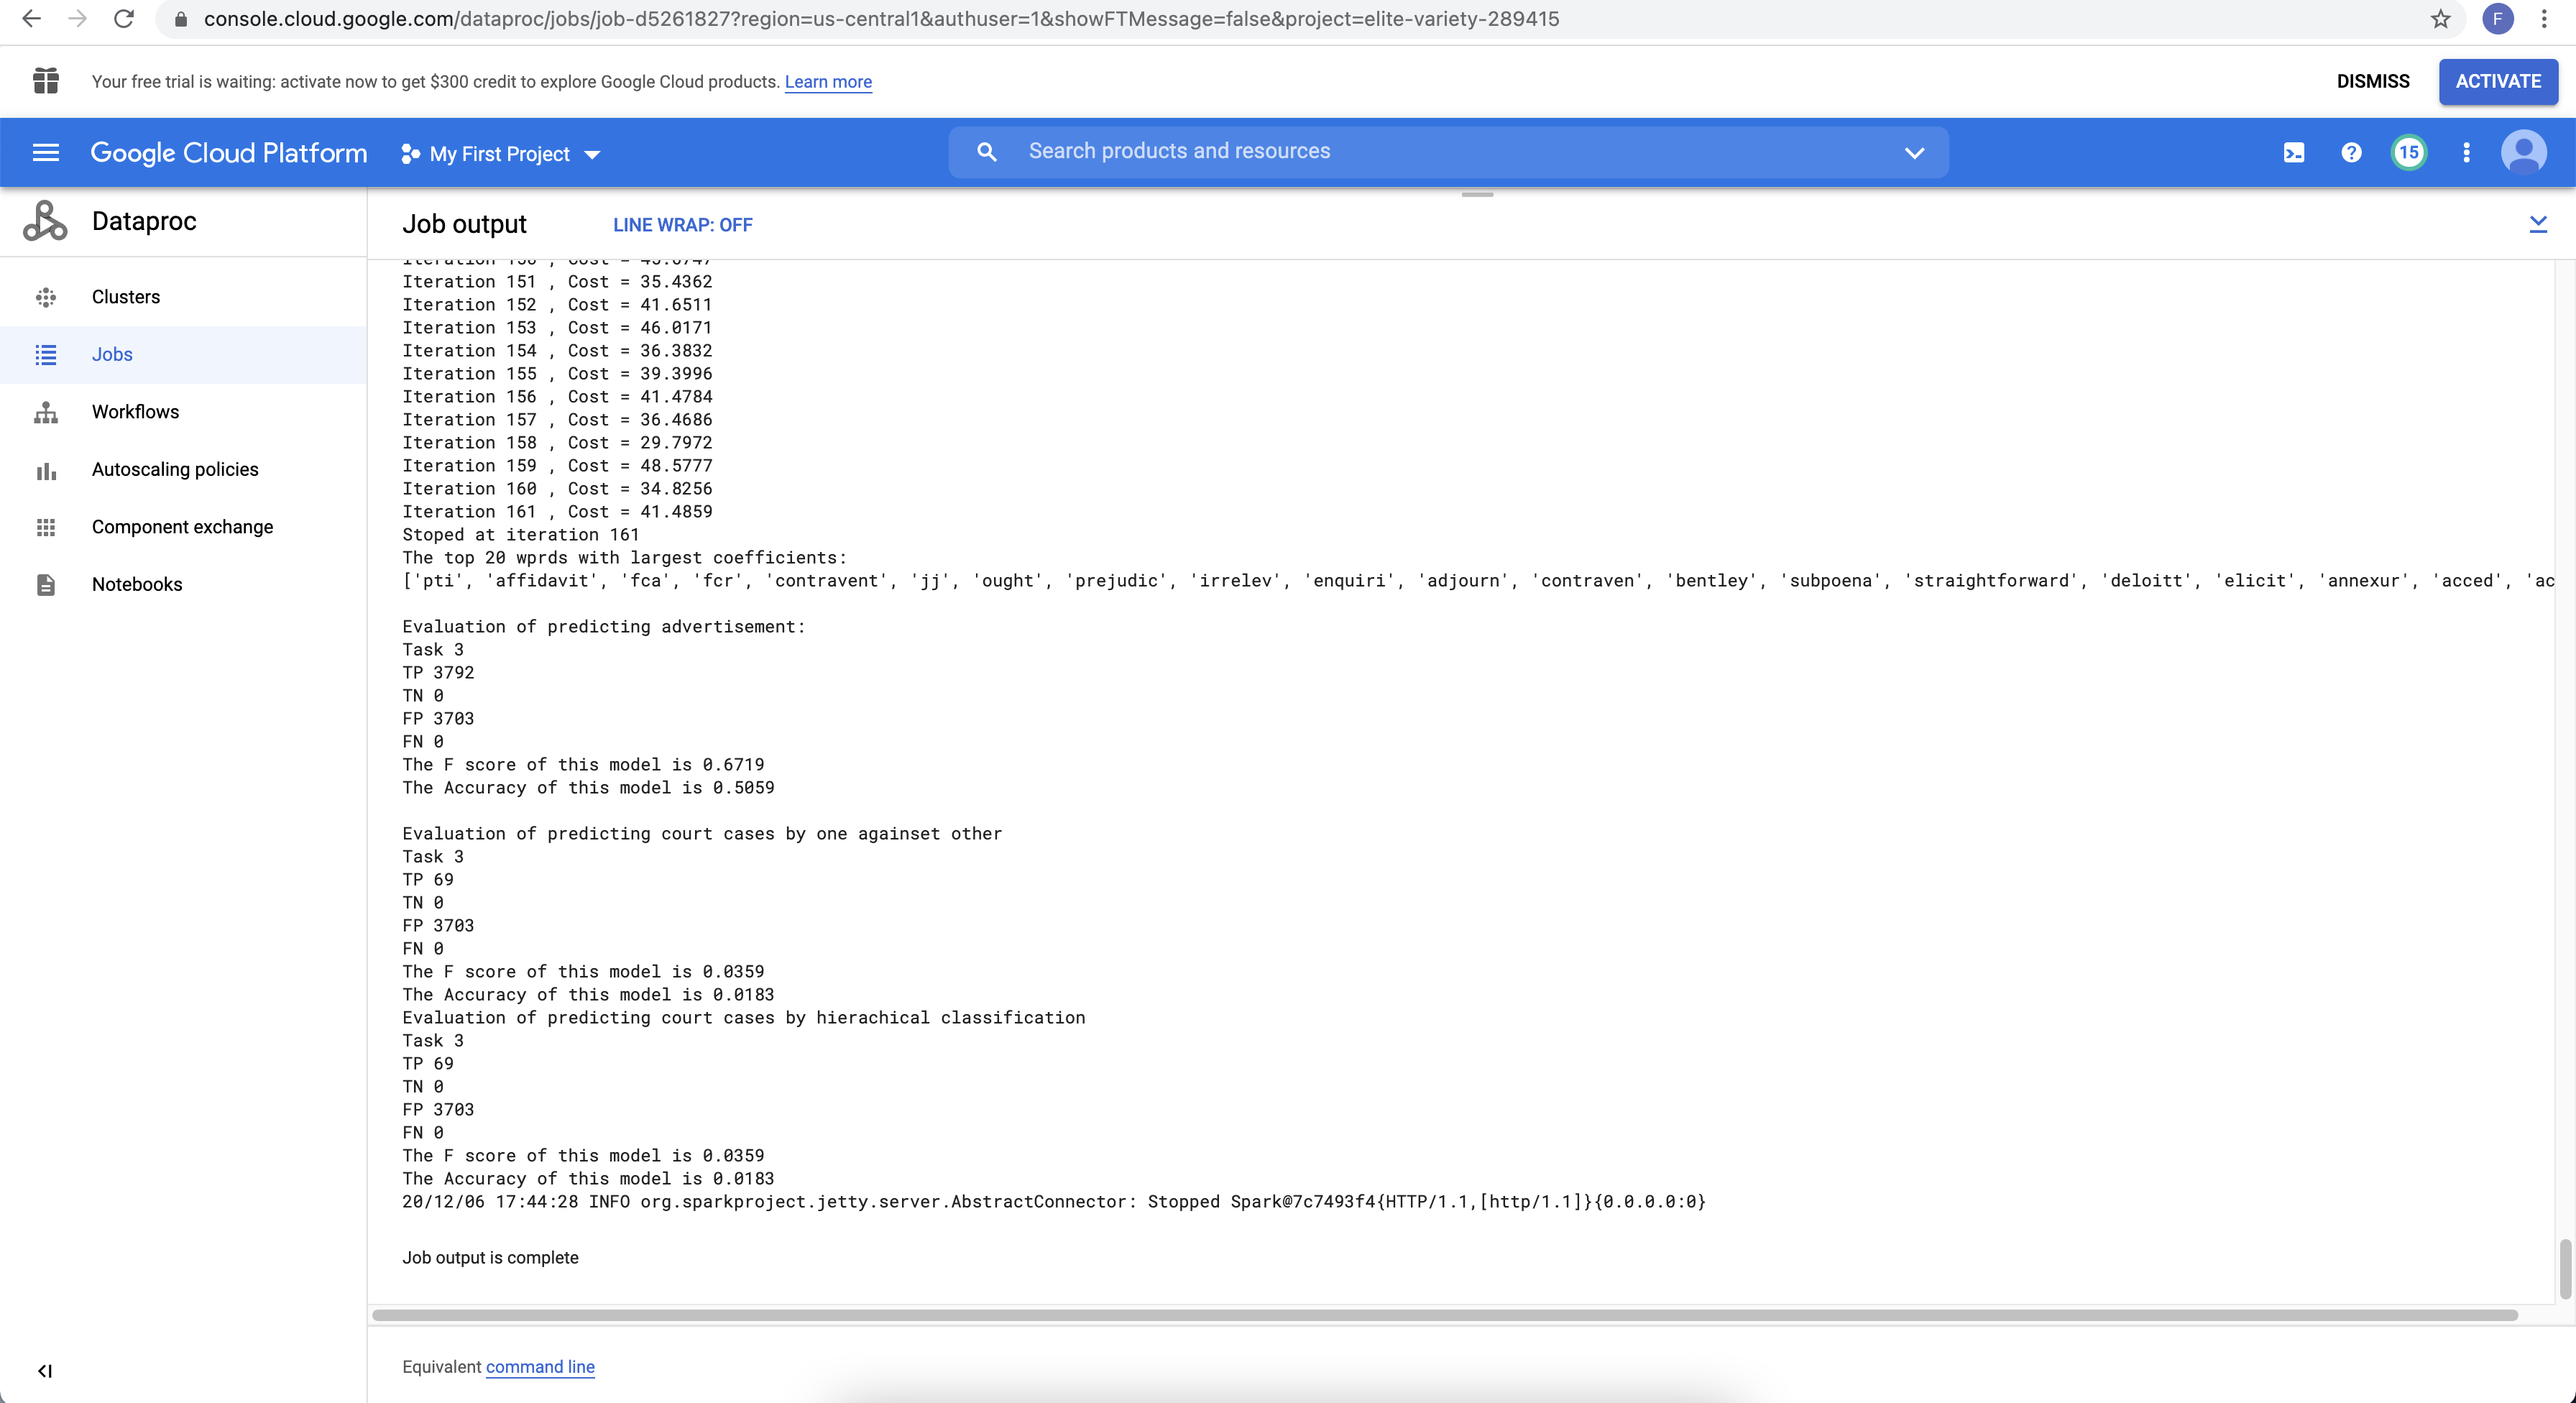 console.cloud.google.com/dataproc/jobs/job-d5261827?region=us-central1&authuser=1&showFTMessage=false&project=elite-variety-289415
F
Your free trial is waiting: activate now to get $300 credit to explore Google Cloud products. Learn more
DISMISS
ACTIVATE
Google Cloud Platform
My First Project
Search products and resources
15
Dataproc
Clusters
Jobs
Workflows
Autoscaling policies
Component exchange
Notebooks
Job output
LINE WRAP: OFF
Iteration 151 , Cost = 35.4362
Iteration 152 , Cost = 41.6511
Iteration 153 , Cost = 46.0171
Iteration 154 , Cost = 36.3832
Iteration 155 , Cost = 39.3996
Iteration 156 , Cost = 41.4784
Iteration 157 , Cost = 36.4686
Iteration 158 , Cost = 29.7972
Iteration 159 , Cost = 48.5777
Iteration 160 , Cost = 34.8256
Iteration 161 , Cost = 41.4859
Stoped at iteration 161
The top 20 wprds with largest coefficients:
['pti', 'affidavit', 'fca', 'fcr', 'contravent', 'jj', 'ought', 'prejudic', 'irrelev', 'enquiri', 'adjourn', 'contraven', 'bentley', 'subpoena', 'straightforward', 'deloitt', 'elicit', 'annexur', 'acced', 'ac
Evaluation of predicting advertisement:
Task 3
TP 3792
TN 0
FP 3703
FN 0
The F score of this model is 0.6719
The Accuracy of this model is 0.5059
Evaluation of predicting court cases by one againset other
Task 3
TP 69
TN 0
FP 3703
FN 0
The F score of this model is 0.0359
The Accuracy of this model is 0.0183
Evaluation of predicting court cases by hierachical classification
Task 3
TP 69
TN 0
FP 3703
FN 0
The F score of this model is 0.0359
The Accuracy of this model is 0.0183
20/12/06 17:44:28 INFO org.sparkproject.jetty.server.AbstractConnector: Stopped Spark@7c7493f4{HTTP/1.1,[http/1.1]}{0.0.0.0:0}
Job output is complete
Equivalent command line